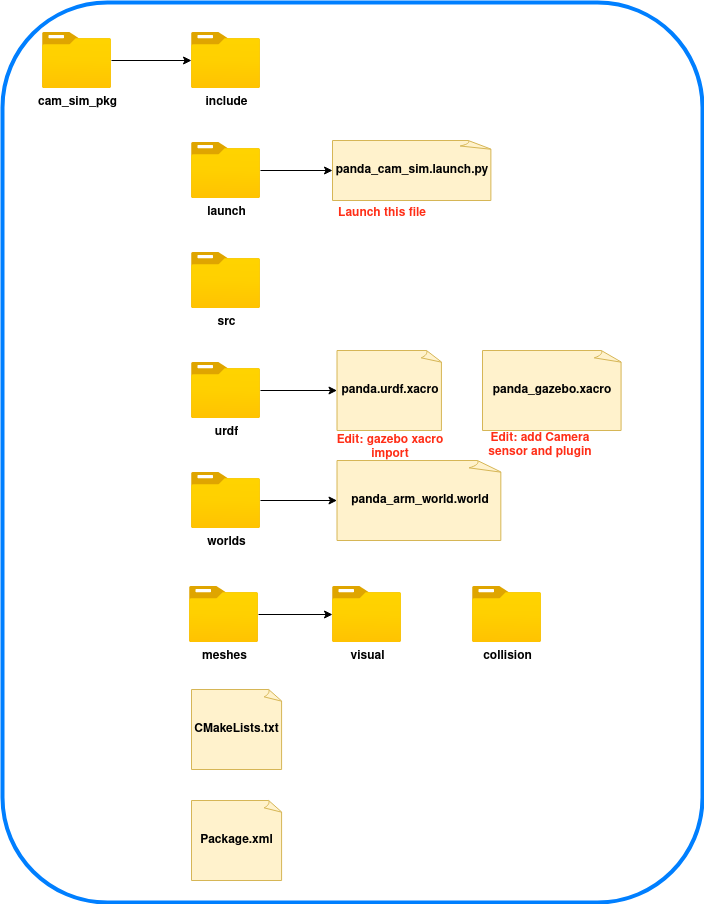 cam_sim_pkg
include
launch
panda_cam_sim.launch.py
Launch this file
src
urdf
panda.urdf.xacro
Edit: gazebo xacro
import
panda_gazebo.xacro
Edit: add Camera
sensor and plugin
worlds
panda_arm_world.world
meshes
visual
collision
CMakeLists.txt
Package.xml